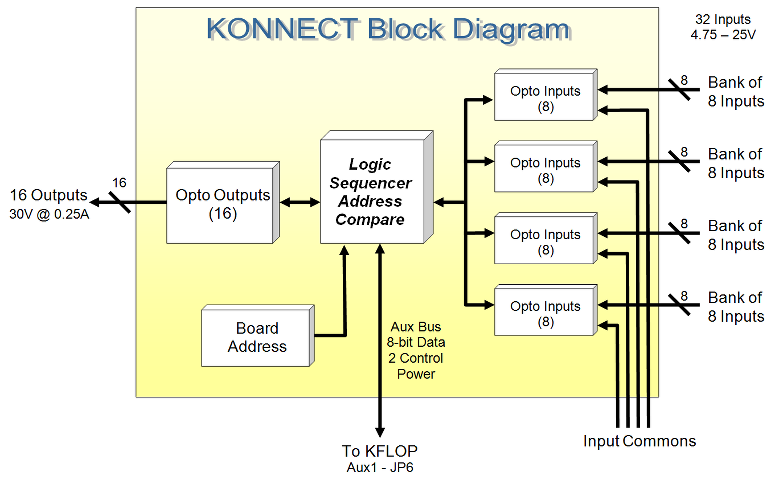 KONNECT Block Diagram
32 Inputs
4.75 – 25V
Opto Inputs
(8)
8
Bank of
8 Inputs
Opto Inputs
(8)
8
Bank of
8 Inputs
Opto Inputs
(8)
8
Bank of
8 Inputs
Opto Inputs
(8)
8
Bank of
8 Inputs
Logic
Sequencer
Address
Compare
Opto Outputs
(16)
16
16 Outputs
30V @ 0.25A
Board
Address
Aux Bus
8-bit Data
2 Control
Power
To KFLOP
Aux1 - JP6
Input Commons